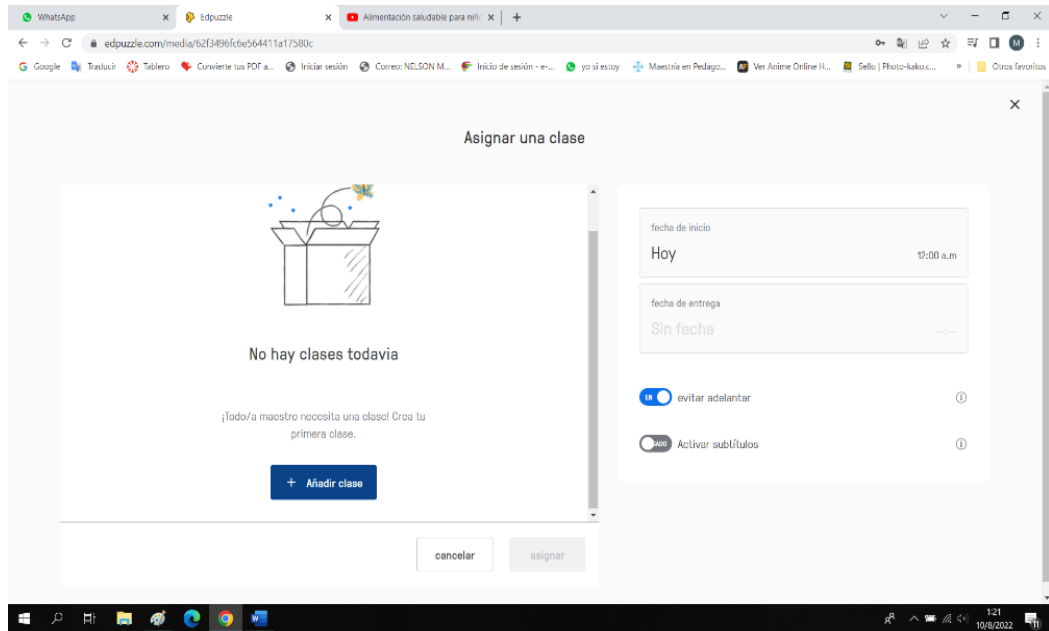 WhatsApp
Edpuzzle
Alimentación saludable para niño
edpuzzle.com/media/62f3496fc6e564411a17580c
M
Google
Traducir
Tablero
Convierte tus PDF a...
Iniciar sesión
Correo: NELSON M...
Inicio de sesión - e-...
yo si estoy
Maestría en Pedago...
Ver Anime Online H...
Sello | Photo-kako.c...
»
Otros favoritos
Asignar una clase
No hay clases todavia
¡Todo/a maestro necesita una clase! Crea tu
primera clase.
+ Añadir clase
cancelar
asignar
fecha de inicio
Hoy
12:00 a.m
fecha de entrega
Sin fecha
--:--
EN
evitar adelantar
Activar subtítulos
1:21
10/8/2022